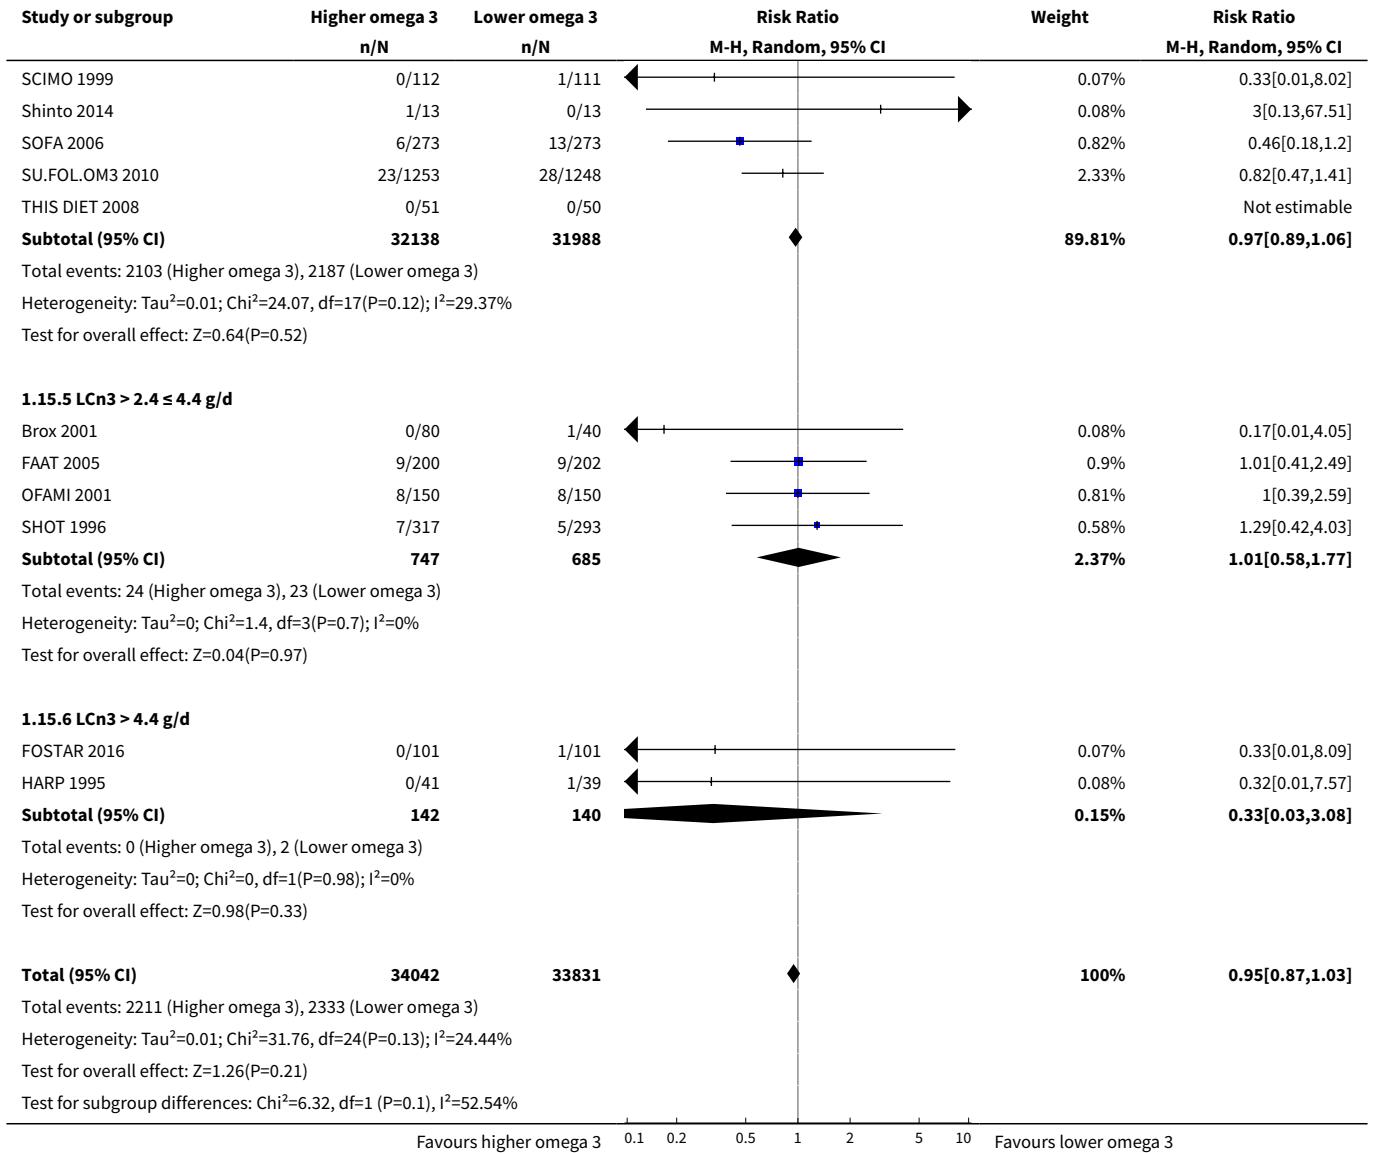 Study or subgroup Higher omega 3 Lower omega 3 Risk Ratio Weight Risk Ratio
n/N n/N M-H, Random, 95% CI M-H, Random, 95% CI
SCIMO 1999 0/112 1/111 0.07% 0.33[0.01,8.02]
Shinto 2014 1/13 0/13 0.08% 3[0.13,67.51]
SOFA 2006 6/273 13/273 0.82% 0.46[0.18,1.2]
SU.FOL.OM3 2010 23/1253 28/1248 2.33% 0.82[0.47,1.41]
THIS DIET 2008 0/51 0/50 Not estimable
Subtotal (95% CI) 32138 31988 89.81% 0.97[0.89,1.06]
Total events: 2103 (Higher omega 3), 2187 (Lower omega 3)
Heterogeneity: Tau²=0.01; Chi²=24.07, df=17(P=0.12); I²=29.37%
Test for overall effect: Z=0.64(P=0.52)
1.15.5 LCn3 > 2.4 ≤ 4.4 g/d
Brox 2001 0/80 1/40 0.08% 0.17[0.01,4.05]
FAAT 2005 9/200 9/202 0.9% 1.01[0.41,2.49]
OFAMI 2001 8/150 8/150 0.81% 1[0.39,2.59]
SHOT 1996 7/317 5/293 0.58% 1.29[0.42,4.03]
Subtotal (95% CI) 747 685 2.37% 1.01[0.58,1.77]
Total events: 24 (Higher omega 3), 23 (Lower omega 3)
Heterogeneity: Tau²=0; Chi²=1.4, df=3(P=0.7); I²=0%
Test for overall effect: Z=0.04(P=0.97)
1.15.6 LCn3 > 4.4 g/d
FOSTAR 2016 0/101 1/101 0.07% 0.33[0.01,8.09]
HARP 1995 0/41 1/39 0.08% 0.32[0.01,7.57]
Subtotal (95% CI) 142 140 0.15% 0.33[0.03,3.08]
Total events: 0 (Higher omega 3), 2 (Lower omega 3)
Heterogeneity: Tau²=0; Chi²=0, df=1(P=0.98); I²=0%
Test for overall effect: Z=0.98(P=0.33)
Total (95% CI) 34042 33831 100% 0.95[0.87,1.03]
Total events: 2211 (Higher omega 3), 2333 (Lower omega 3)
Heterogeneity: Tau²=0.01; Chi²=31.76, df=24(P=0.13); I²=24.44%
Test for overall effect: Z=1.26(P=0.21)
Test for subgroup differences: Chi²=6.32, df=1 (P=0.1), I²=52.54%
Favours higher omega 3 0.1 0.2 0.5 1 2 5 10 Favours lower omega 3